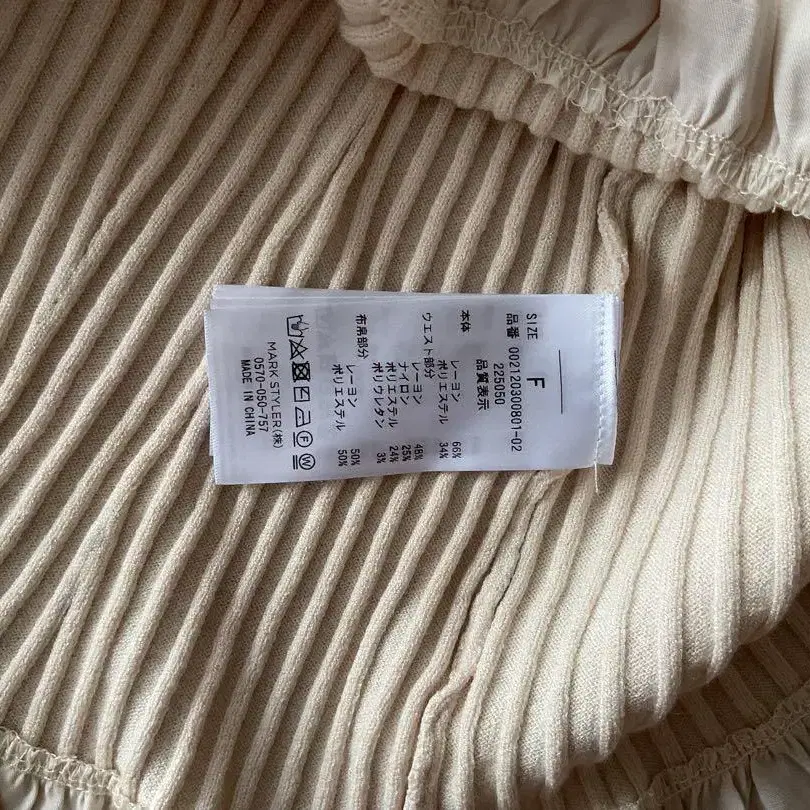 SIZE
F
品番 002120300801-02
225050
品質表示
本体
レーヨン 66%
ポリエステル 34%
ウエスト部分
レーヨン 48%
ナイロン 25%
ポリエステル 24%
ポリウレタン 3%
布帛部分
レーヨン 50%
ポリエステル 50%
MARK STYLER(株)
0570-050-757
MADE IN CHINA